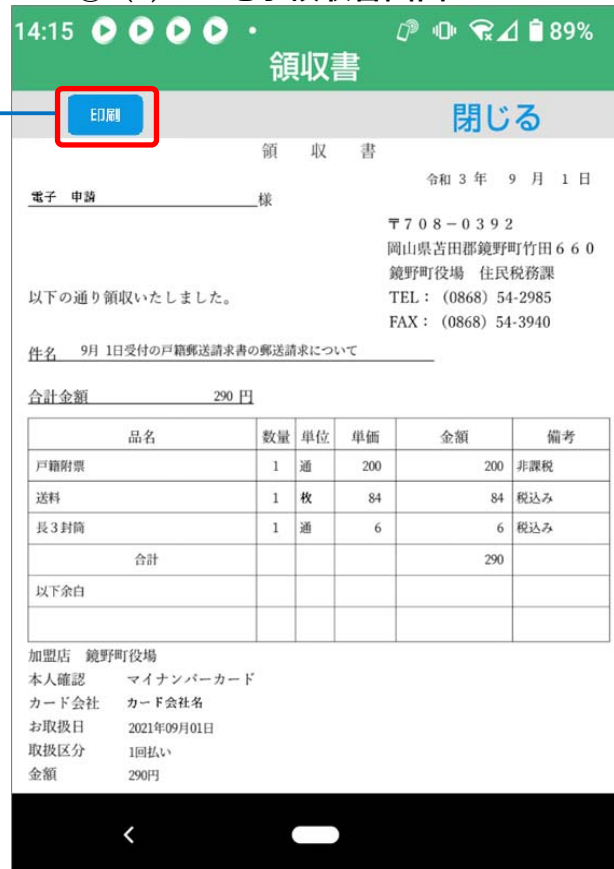 14:15 89%
領収書
印刷 閉じる
領 収 書
令和 3 年 9 月 1 日
電子 申請 様
〒708-0392
岡山県苫田郡鏡野町竹田660
鏡野町役場 住民税務課
以下の通り領収いたしました。 TEL: (0868) 54-2985
FAX: (0868) 54-3940
件名 9月 1日受付の戸籍郵送請求書の郵送請求について
合計金額 290 円
品名 数量 単位 単価 金額 備考
戸籍附票 1 通 200 200 非課税
送料 1 枚 84 84 税込み
長3封筒 1 通 6 6 税込み
合計 290
以下余白
加盟店 鏡野町役場
本人確認 マイナンバーカード
カード会社 カード会社名
お取扱日 2021年09月01日
取扱区分 1回払い
金額 290円